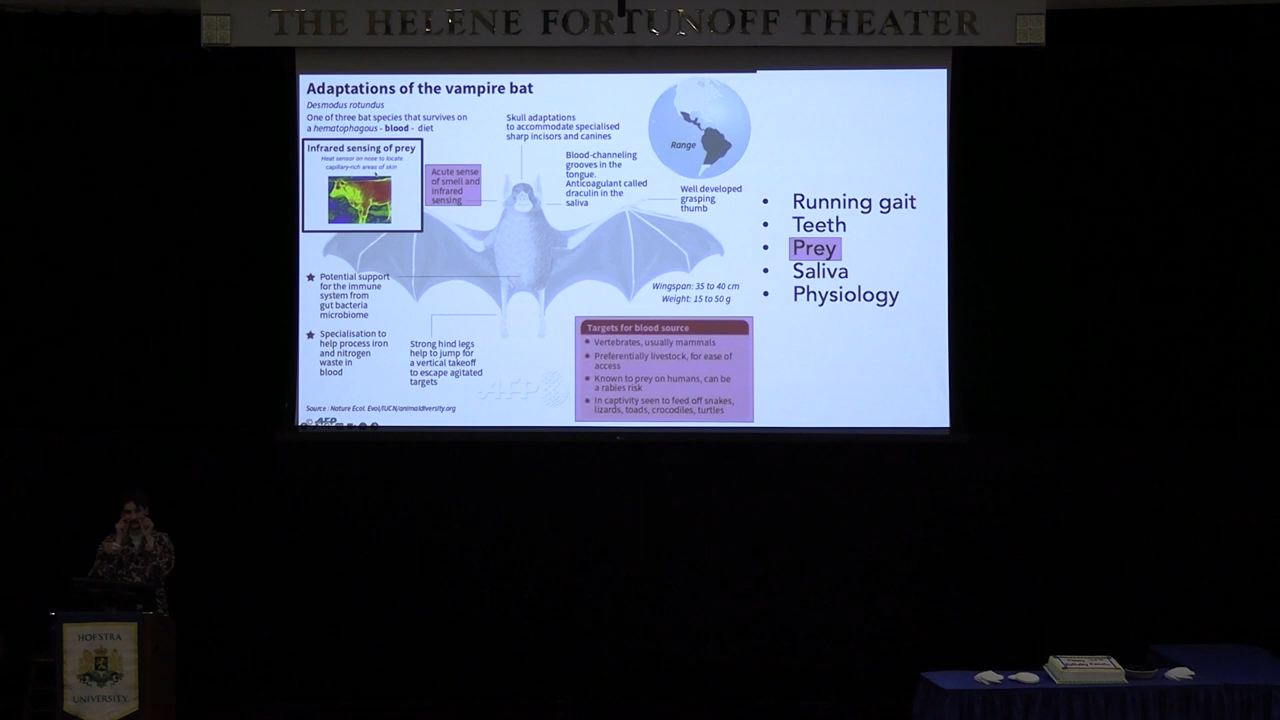 THE HELENE FORTUNOFF THEATER
Adaptations of the vampire bat
Desmodus rotundus
One of three bat species that survives on
a hematophagous - blood - diet
Infrared sensing of prey
Heat sensor on nose to locate
capillary-rich areas of skin
Acute sense
of smell and
infrared
sensing
Skull adaptations
to accommodate specialised
sharp incisors and canines
Blood-channeling
grooves in the
tongue.
Anticoagulant called
draculin in the
saliva
Range
Well developed
grasping
thumb
Potential support
for the immune
system from
gut bacteria
microbiome
Specialisation to
help process iron
and nitrogen
waste in
blood
Strong hind legs
help to jump for
a vertical takeoff
to escape agitated
targets
Wingspan: 35 to 40 cm
Weight: 15 to 50 g
Targets for blood source
Vertebrates, usually mammals
Preferentially livestock, for ease of
access
Known to prey on humans, can be
a rabies risk
In captivity seen to feed off snakes,
lizards, toads, crocodiles, turtles
AFP
Source : Nature Ecol. Evol/IUCN/animaldiversity.org
© AFP
• Running gait
• Teeth
• Prey
• Saliva
• Physiology
HOFSTRA
UNIVERSITY